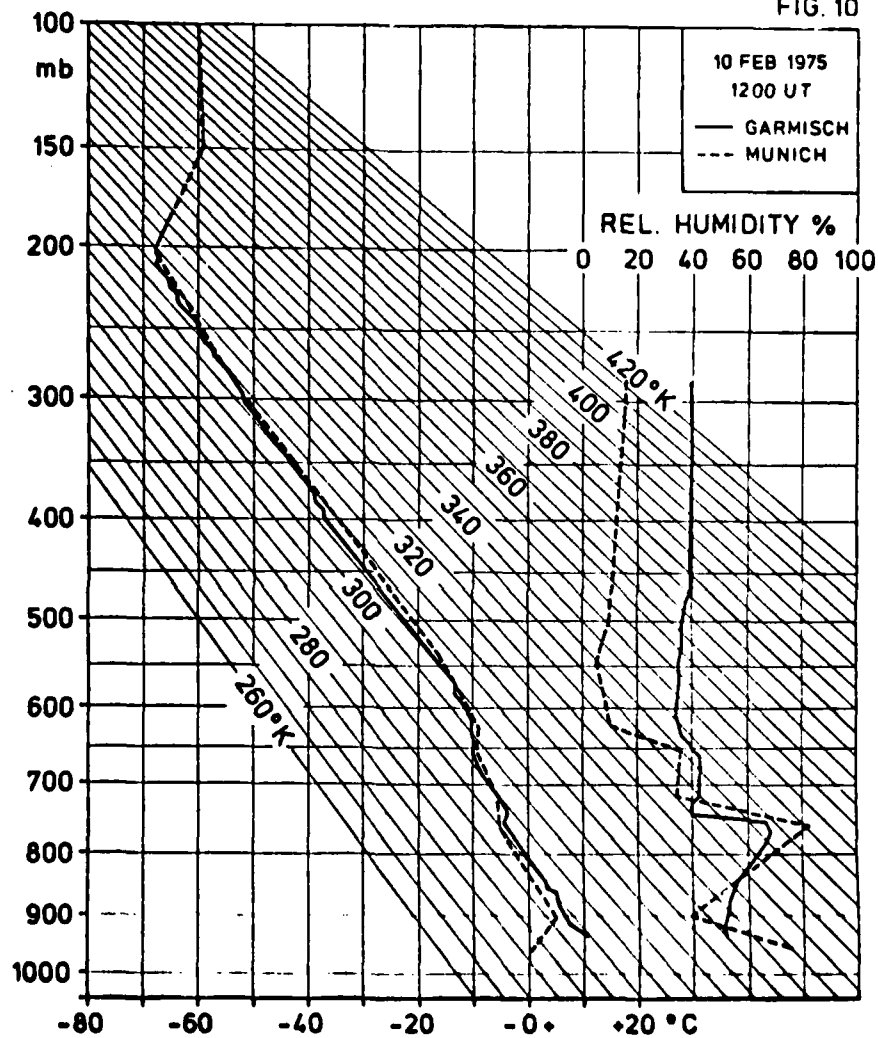 FIG. 10
100
mb
150
200
300
400
500
600
700
800
900
1000
10 FEB 1975
1200 UT
GARMISCH
MUNICH
REL. HUMIDITY %
0 20 40 60 80 100
420°K
400
380
360
340
320
300
280
260°K
-80 -60 -40 -20 -0+ +20 °C